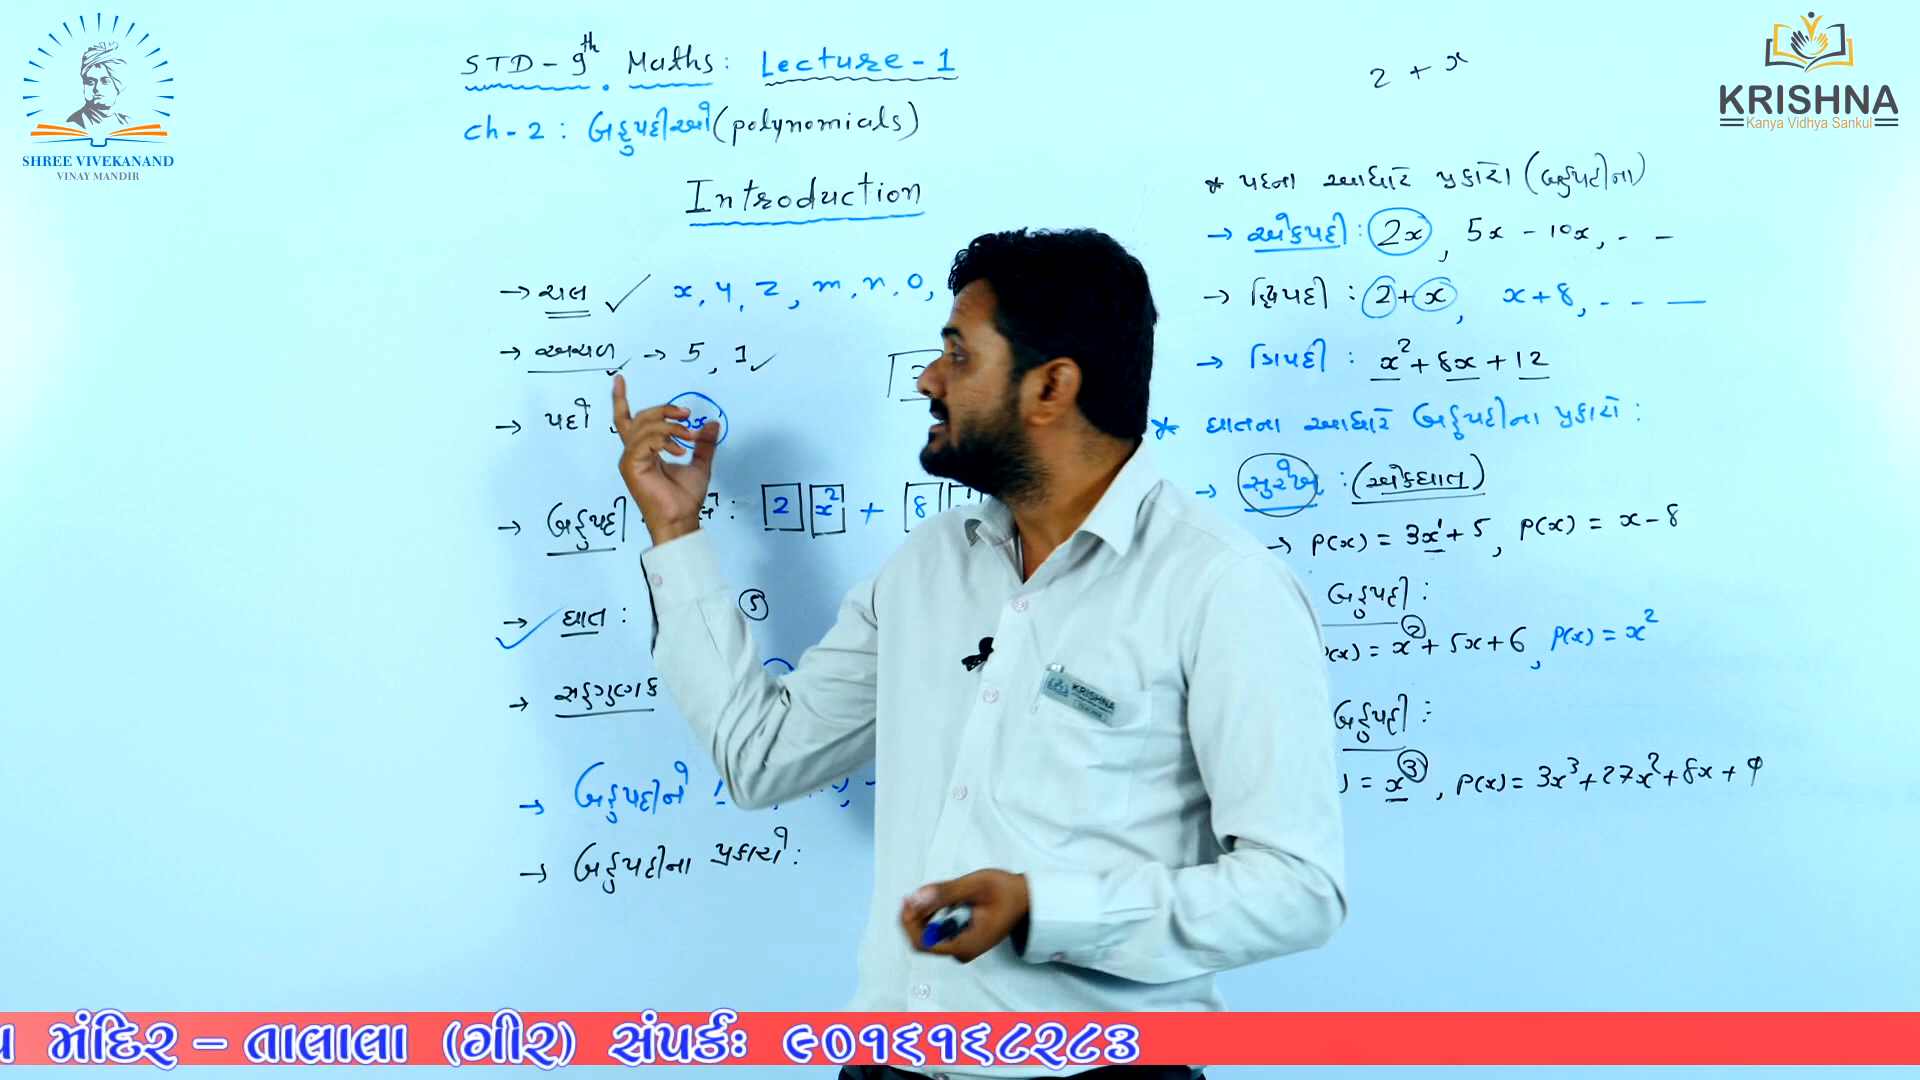 SHREE VIVEKANAND
VINAY MANDIR
KRISHNA
Kanya Vidhya Sankul
STD - 9th Maths : Lecture - 1
ch - 2 : બહુપદીઓ (polynomials)
Introduction
→ ચલ ✓ x, y, z, m, n, o,
→ અચળ → 5, 1 ✓
→ પદો
→ બહુપદી : 2 x² + 8
→ ઘાત : 5
→ સહગુણક
→ બહુપદીને
→ બહુપદીના પ્રકારો :
2 + x
* પદના આધારે પ્રકારો (બહુપદીના)
→ એકપદી : 2x, 5x - 10x, - -
→ દ્વિપદી : 2 + x, x + 8, - - —
→ ત્રિપદી : x² + 8x + 12
* ઘાતના આધારે બહુપદીના પ્રકારો :
→ સુરેખ : (એકઘાત)
→ P(x) = 3x¹ + 5, P(x) = x - 8
બહુપદી :
(x) = x² + 5x + 6, P(x) = x²
બહુપદી :
) = x³, P(x) = 3x³ + 27x² + 8x + 9
KRISHNA
મંદિર – તાલાલા (ગીર) સંપર્કઃ ૯૦૧૬૧૬૮૨૮૩